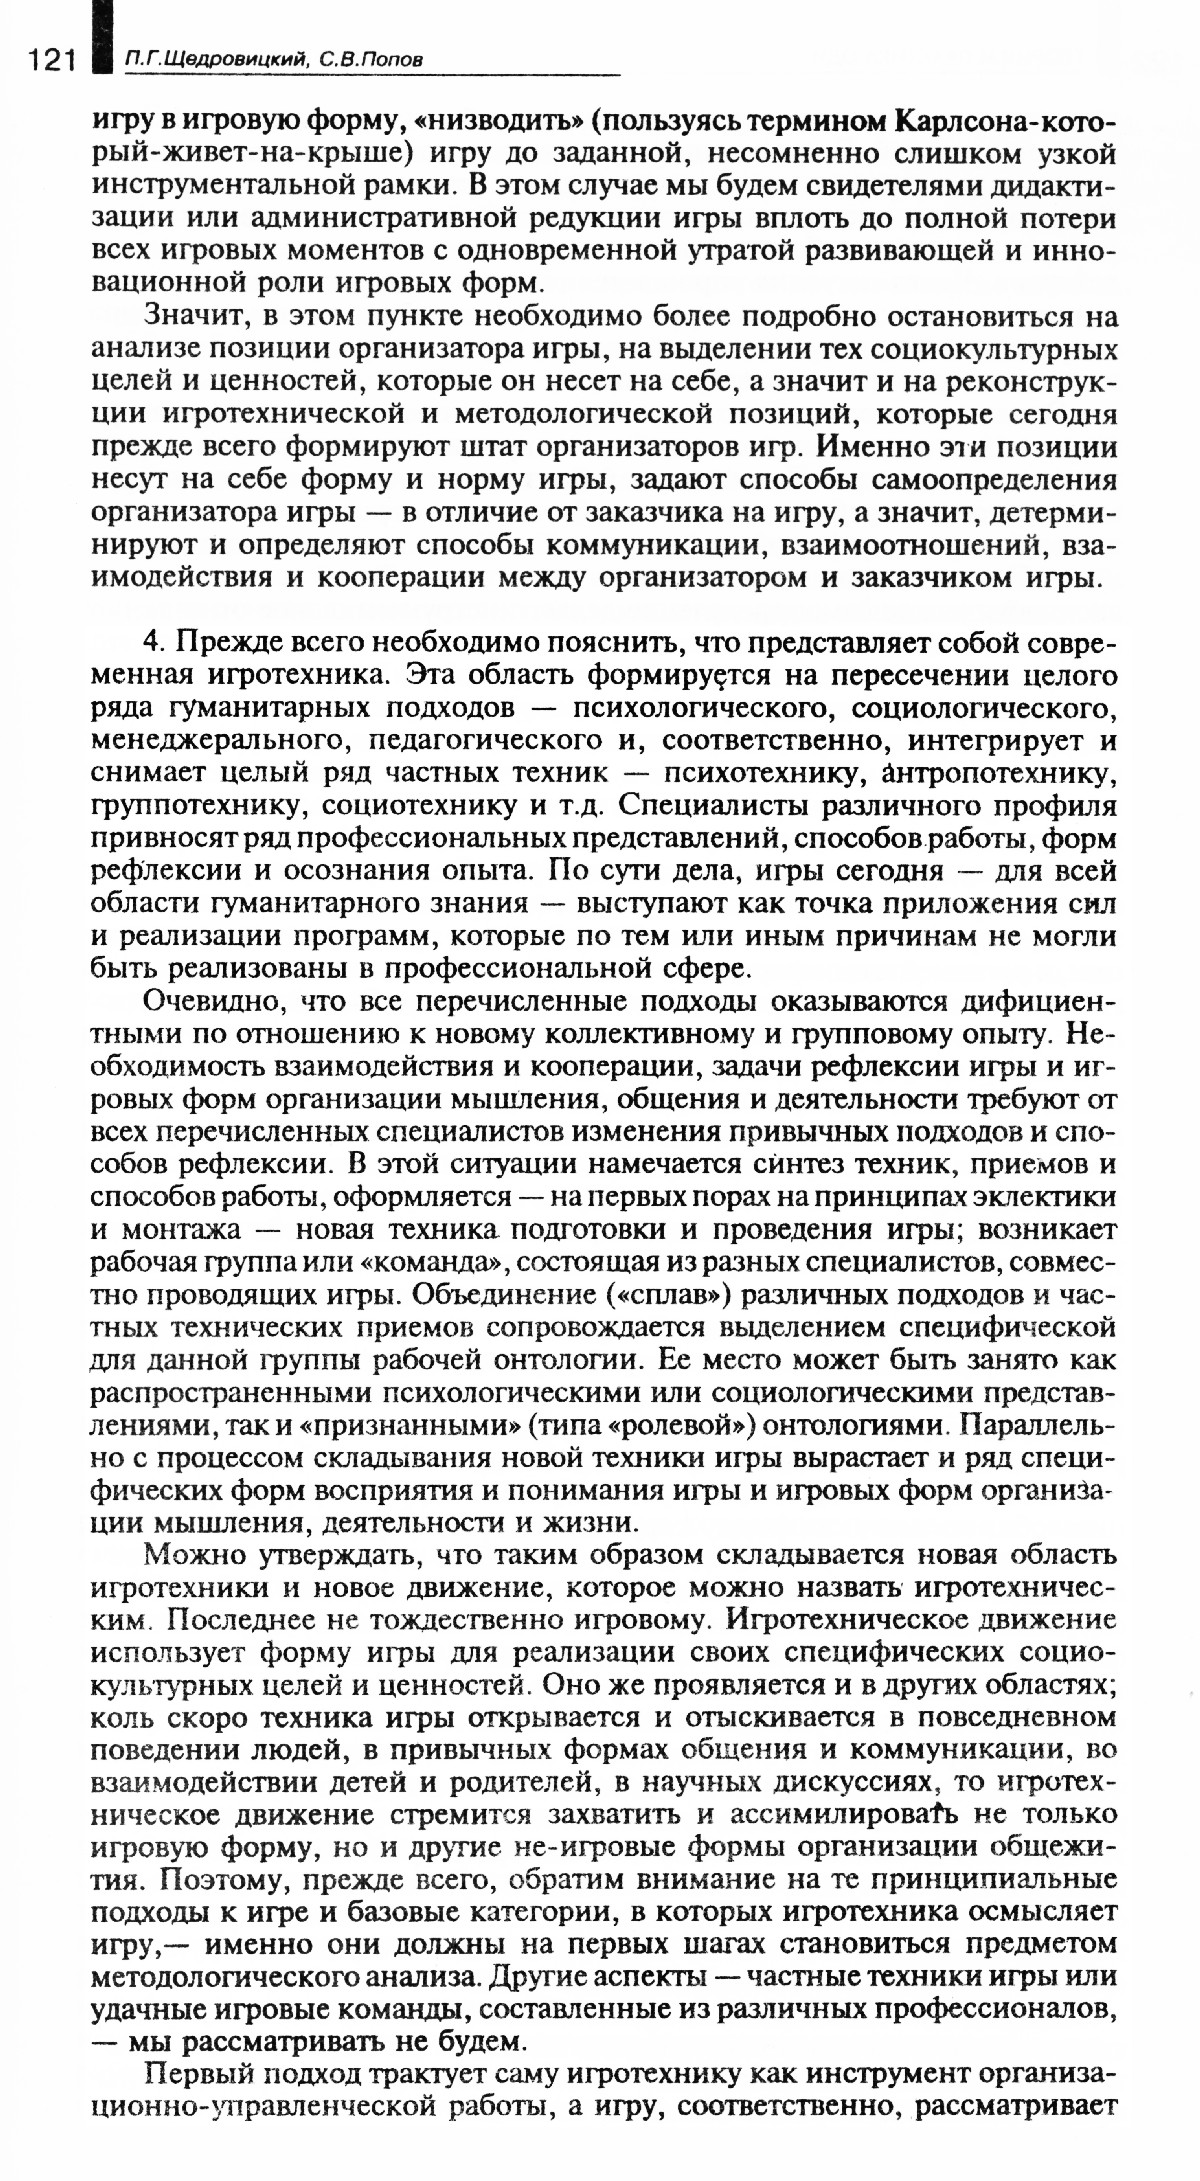 121
П.Г.Щедровицкий, С.В.Попов
игру в игровую форму, «низводить» (пользуясь термином Карлсона-кото-
рый-живет-на-крыше) игру до заданной, несомненно слишком узкой
инструментальной рамки. В этом случае мы будем свидетелями дидакти-
зации или административной редукции игры вплоть до полной потери
всех игровых моментов с одновременной утратой развивающей и инно-
вационной роли игровых форм.
Значит, в этом пункте необходимо более подробно остановиться на
анализе позиции организатора игры, на выделении тех социокультурных
целей и ценностей, которые он несет на себе, а значит и на реконструк-
ции игротехнической и методологической позиций, которые сегодня
прежде всего формируют штат организаторов игр. Именно эти позиции
несут на себе форму и норму игры, задают способы самоопределения
организатора игры — в отличие от заказчика на игру, а значит, детерми-
нируют и определяют способы коммуникации, взаимоотношений, вза-
имодействия и кооперации между организатором и заказчиком игры.
4. Прежде всего необходимо пояснить, что представляет собой совре-
менная игротехника. Эта область формируется на пересечении целого
ряда гуманитарных подходов — психологического, социологического,
менеджерального, педагогического и, соответственно, интегрирует и
снимает целый ряд частных техник — психотехнику, антропотехнику,
группотехнику, социотехнику и т.д. Специалисты различного профиля
привносят ряд профессиональных представлений, способов работы, форм
рефлексии и осознания опыта. По сути дела, игры сегодня — для всей
области гуманитарного знания — выступают как точка приложения сил
и реализации программ, которые по тем или иным причинам не могли
быть реализованы в профессиональной сфере.
Очевидно, что все перечисленные подходы оказываются дифициен-
тными по отношению к новому коллективному и групповому опыту. Не-
обходимость взаимодействия и кооперации, задачи рефлексии игры и иг-
ровых форм организации мышления, общения и деятельности требуют от
всех перечисленных специалистов изменения привычных подходов и спо-
собов рефлексии. В этой ситуации намечается синтез техник, приемов и
способов работы, оформляется — на первых порах на принципах эклектики
и монтажа — новая техника подготовки и проведения игры; возникает
рабочая группа или «команда», состоящая из разных специалистов, совмес-
тно проводящих игры. Объединение («сплав») различных подходов и час-
тных технических приемов сопровождается выделением специфической
для данной группы рабочей онтологии. Ее место может быть занято как
распространенными психологическими или социологическими представ-
лениями, так и «признанными» (типа «ролевой») онтологиями. Параллель-
но с процессом складывания новой техники игры вырастает и ряд специ-
фических форм восприятия и понимания игры и игровых форм организа-
ции мышления, деятельности и жизни.
Можно утверждать, что таким образом складывается новая область
игротехники и новое движение, которое можно назвать игротехничес-
ким. Последнее не тождественно игровому. Игротехническое движение
использует форму игры для реализации своих специфических социо-
культурных целей и ценностей. Оно же проявляется и в других областях;
коль скоро техника игры открывается и отыскивается в повседневном
поведении людей, в привычных формах общения и коммуникации, во
взаимодействии детей и родителей, в научных дискуссиях, то игротех-
ническое движение стремится захватить и ассимилировать не только
игровую форму, но и другие не-игровые формы организации общежи-
тия. Поэтому, прежде всего, обратим внимание на те принципиальные
подходы к игре и базовые категории, в которых игротехника осмысляет
игру,— именно они должны на первых шагах становиться предметом
методологического анализа. Другие аспекты — частные техники игры или
удачные игровые команды, составленные из различных профессионалов,
— мы рассматривать не будем.
Первый подход трактует саму игротехнику как инструмент организа-
ционно-управленческой работы, а игру, соответственно, рассматривает